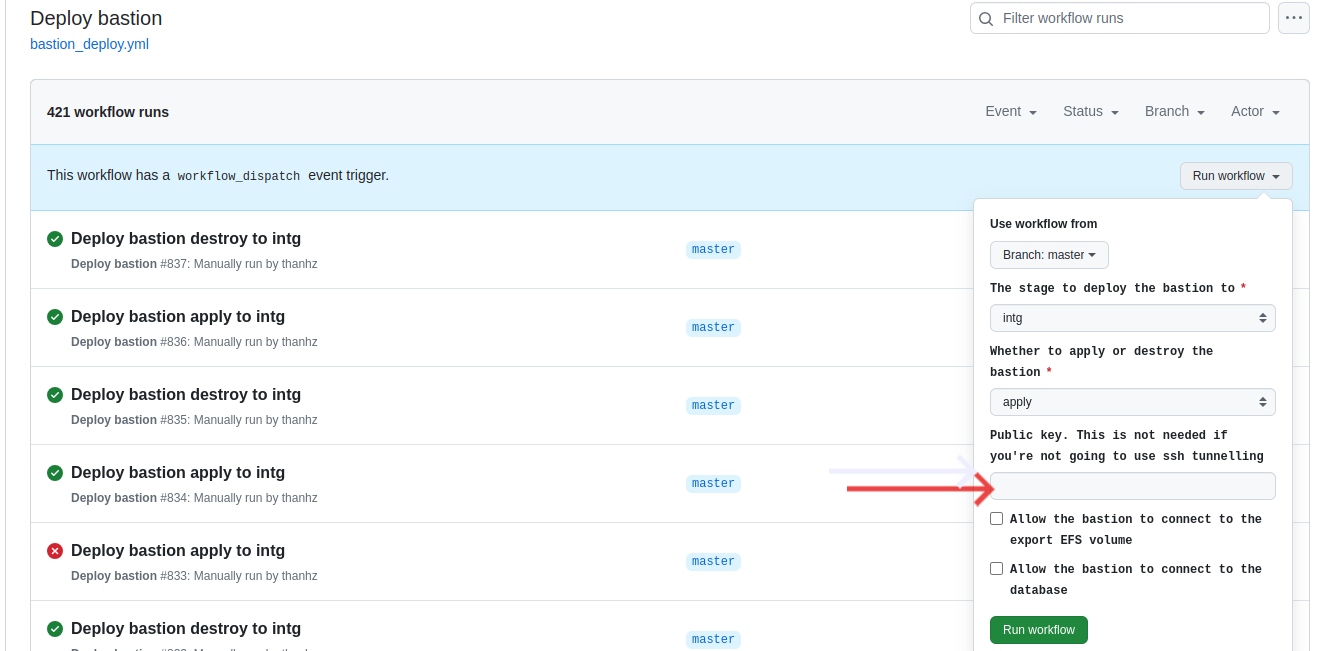 Deploy bastion
Filter workflow runs
bastion_deploy.yml
421 workflow runs
Event
Status
Branch
Actor
This workflow has a workflow_dispatch event trigger.
Run workflow
Deploy bastion destroy to intg
Deploy bastion #837: Manually run by thanhz
master
Deploy bastion apply to intg
Deploy bastion #836: Manually run by thanhz
master
Deploy bastion destroy to intg
Deploy bastion #835: Manually run by thanhz
master
Deploy bastion apply to intg
Deploy bastion #834: Manually run by thanhz
master
Deploy bastion apply to intg
Deploy bastion #833: Manually run by thanhz
master
Deploy bastion destroy to intg
master
Use workflow from
Branch: master
The stage to deploy the bastion to *
intg
Whether to apply or destroy the
bastion *
apply
Public key. This is not needed if
you're not going to use ssh tunnelling
Allow the bastion to connect to the
export EFS volume
Allow the bastion to connect to the
database
Run workflow